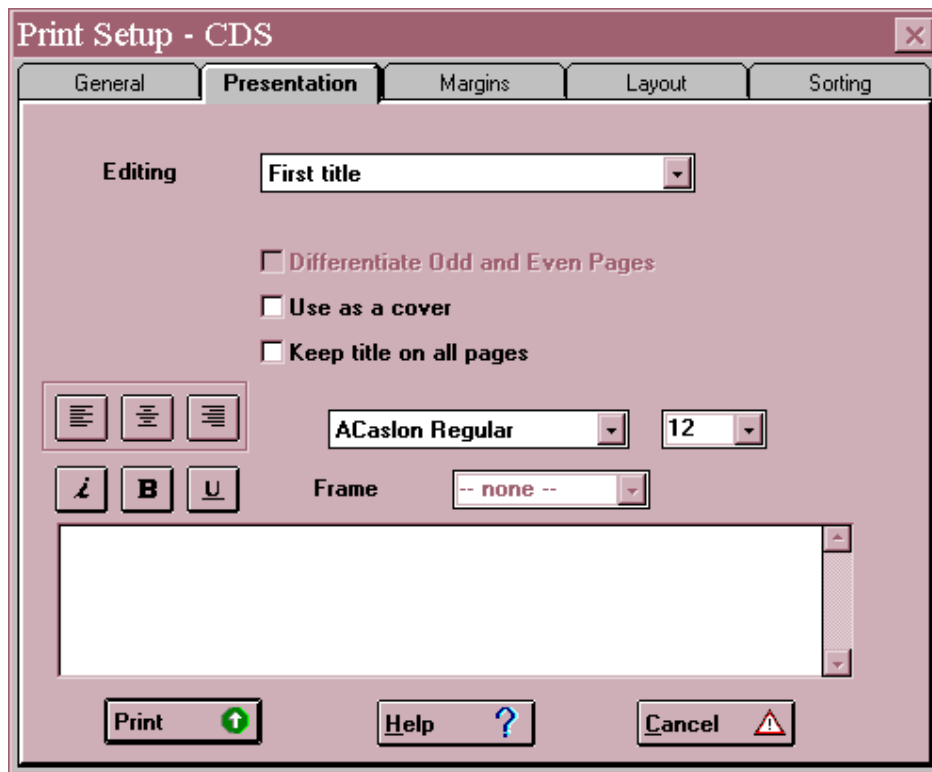 Print Setup - CDS
General Presentation Margins Layout Sorting
Editing First title
Differentiate Odd and Even Pages
Use as a cover
Keep title on all pages
ACaslon Regular 12
i B U Frame -- none --
Print Help ? Cancel